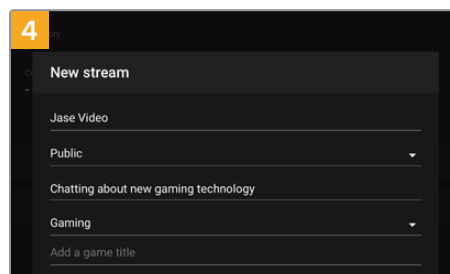 4
New stream
Jase Video
Public
Chatting about new gaming technology
Gaming
Add a game title